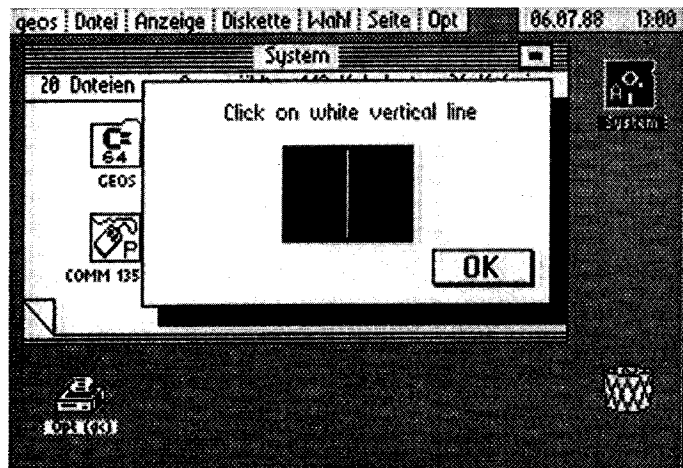 geos Datei Anzeige Diskette Wahl Seite Opt 06.07.88 13:00
System
20 Dateien
Click on white vertical line
System
C= 64
GEOS
P
COMM 135
OK